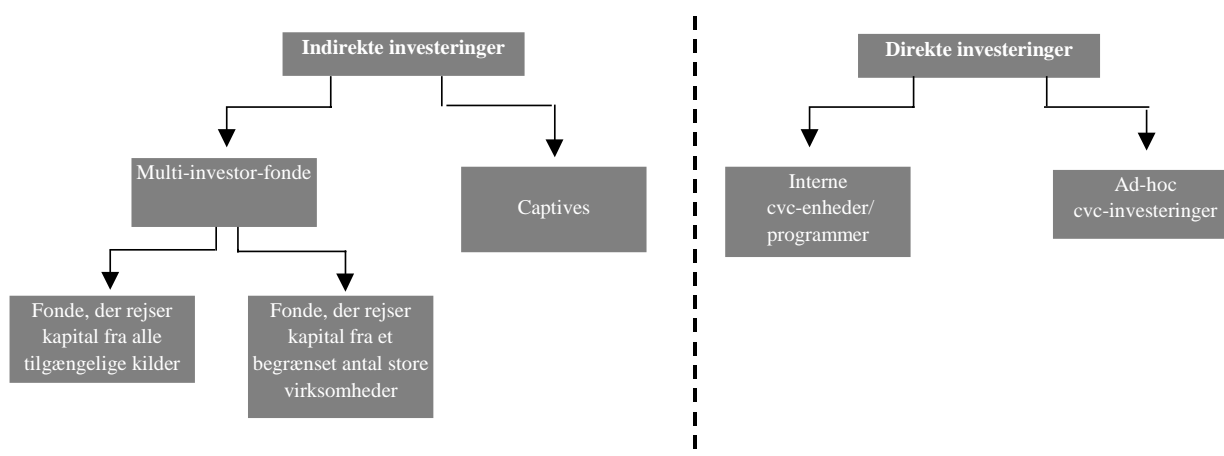 Indirekte investeringer
Direkte investeringer
Multi-investor-fonde
Captives
Interne
cvc-enheder/
programmer
Ad-hoc
cvc-investeringer
Fonde, der rejser
kapital fra alle
tilgængelige kilder
Fonde, der rejser
kapital fra et
begrænset antal store
virksomheder